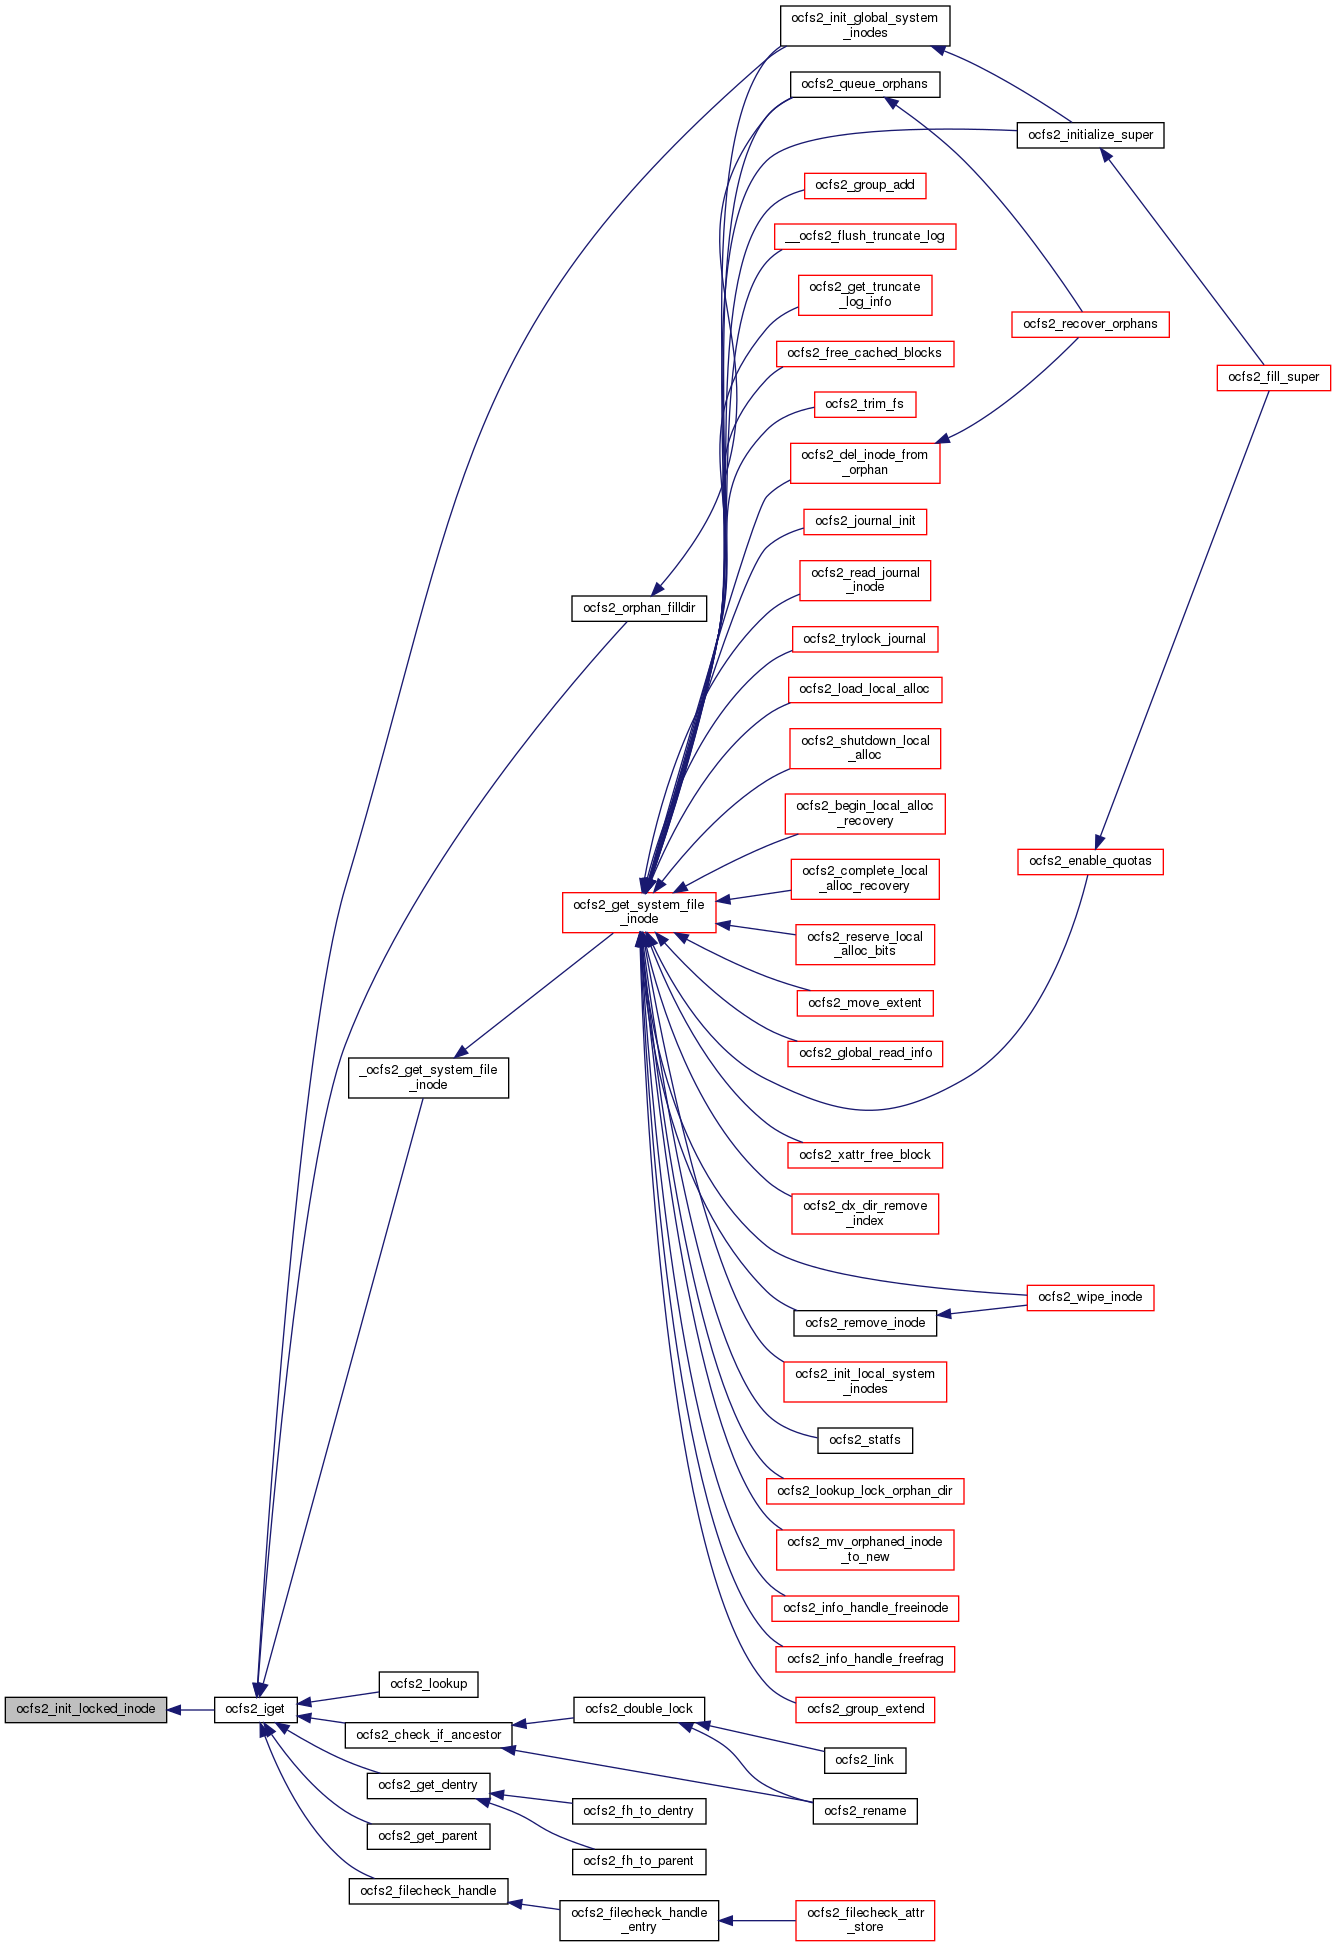 ocfs2_init_global_system
_inodes
ocfs2_queue_orphans
ocfs2_initialize_super
ocfs2_group_add
__ocfs2_flush_truncate_log
ocfs2_get_truncate
_log_info
ocfs2_recover_orphans
ocfs2_free_cached_blocks
ocfs2_fill_super
ocfs2_trim_fs
ocfs2_del_inode_from
_orphan
ocfs2_journal_init
ocfs2_read_journal
_inode
ocfs2_orphan_filldir
ocfs2_trylock_journal
ocfs2_load_local_alloc
ocfs2_shutdown_local
_alloc
ocfs2_begin_local_alloc
_recovery
ocfs2_enable_quotas
ocfs2_complete_local
_alloc_recovery
ocfs2_get_system_file
_inode
ocfs2_reserve_local
_alloc_bits
ocfs2_move_extent
ocfs2_global_read_info
_ocfs2_get_system_file
_inode
ocfs2_xattr_free_block
ocfs2_dx_dir_remove
_index
ocfs2_wipe_inode
ocfs2_remove_inode
ocfs2_init_local_system
_inodes
ocfs2_statfs
ocfs2_lookup_lock_orphan_dir
ocfs2_mv_orphaned_inode
_to_new
ocfs2_info_handle_freeinode
ocfs2_info_handle_freefrag
ocfs2_lookup
ocfs2_init_locked_inode
ocfs2_iget
ocfs2_double_lock
ocfs2_group_extend
ocfs2_check_if_ancestor
ocfs2_link
ocfs2_get_dentry
ocfs2_fh_to_dentry
ocfs2_rename
ocfs2_get_parent
ocfs2_fh_to_parent
ocfs2_filecheck_handle
ocfs2_filecheck_handle
_entry
ocfs2_filecheck_attr
_store